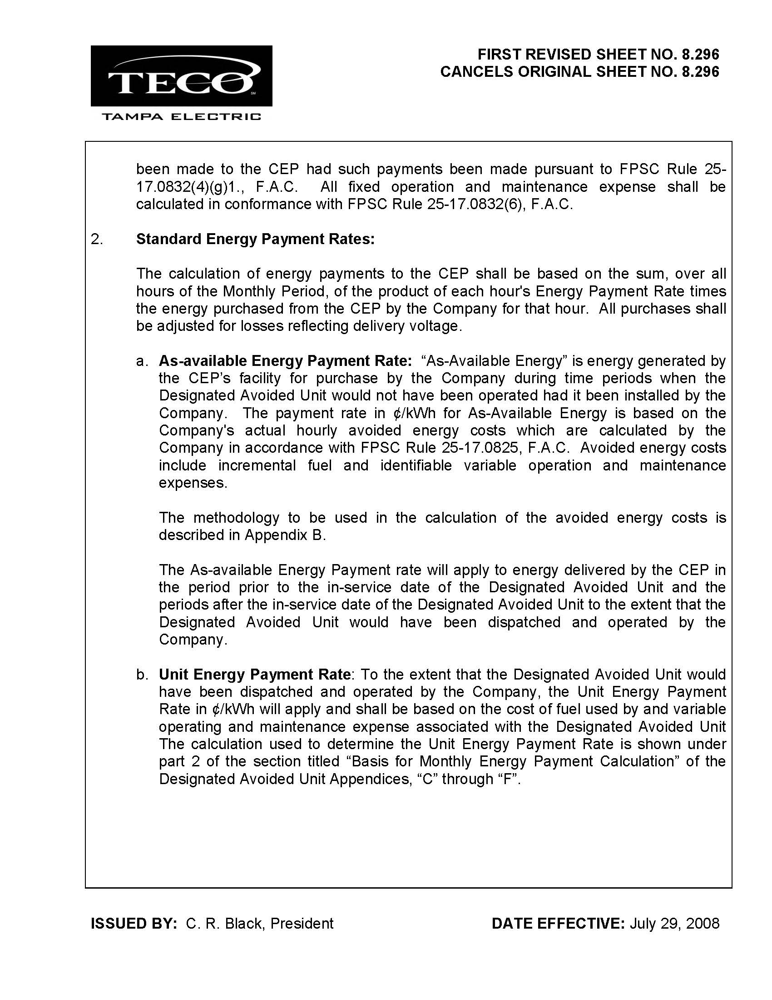 FIRST REVISED SHEET NO. 8.296
CANCELS ORIGINAL SHEET NO. 8.296
TECO
SM
TAMPA ELECTRIC
been made to the CEP had such payments been made pursuant to FPSC Rule 25-
17.0832(4)(g)1., F.A.C. All fixed operation and maintenance expense shall be
calculated in conformance with FPSC Rule 25-17.0832(6), F.A.C.
2. Standard Energy Payment Rates:
The calculation of energy payments to the CEP shall be based on the sum, over all
hours of the Monthly Period, of the product of each hour's Energy Payment Rate times
the energy purchased from the CEP by the Company for that hour. All purchases shall
be adjusted for losses reflecting delivery voltage.
a. As-available Energy Payment Rate: “As-Available Energy” is energy generated by
the CEP’s facility for purchase by the Company during time periods when the
Designated Avoided Unit would not have been operated had it been installed by the
Company. The payment rate in ¢/kWh for As-Available Energy is based on the
Company's actual hourly avoided energy costs which are calculated by the
Company in accordance with FPSC Rule 25-17.0825, F.A.C. Avoided energy costs
include incremental fuel and identifiable variable operation and maintenance
expenses.
The methodology to be used in the calculation of the avoided energy costs is
described in Appendix B.
The As-available Energy Payment rate will apply to energy delivered by the CEP in
the period prior to the in-service date of the Designated Avoided Unit and the
periods after the in-service date of the Designated Avoided Unit to the extent that the
Designated Avoided Unit would have been dispatched and operated by the
Company.
b. Unit Energy Payment Rate: To the extent that the Designated Avoided Unit would
have been dispatched and operated by the Company, the Unit Energy Payment
Rate in ¢/kWh will apply and shall be based on the cost of fuel used by and variable
operating and maintenance expense associated with the Designated Avoided Unit
The calculation used to determine the Unit Energy Payment Rate is shown under
part 2 of the section titled “Basis for Monthly Energy Payment Calculation” of the
Designated Avoided Unit Appendices, “C” through “F”.
ISSUED BY: C. R. Black, President
DATE EFFECTIVE: July 29, 2008